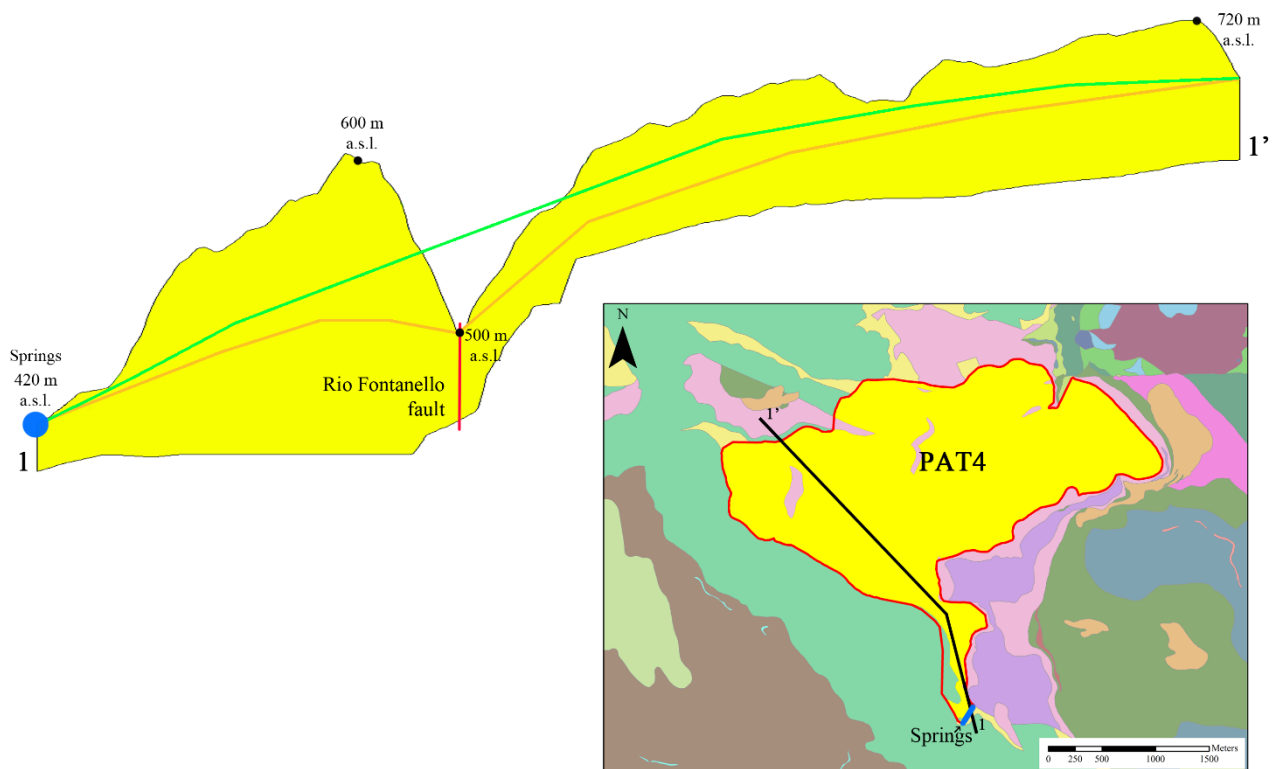 720 m
a.s.l.
600 m
a.s.l.
1’
500 m
a.s.l.
Springs
420 m
a.s.l.
Rio Fontanello
fault
1
N
1’
PAT4
Springs
1
Meters
0 250 500 1000 1500